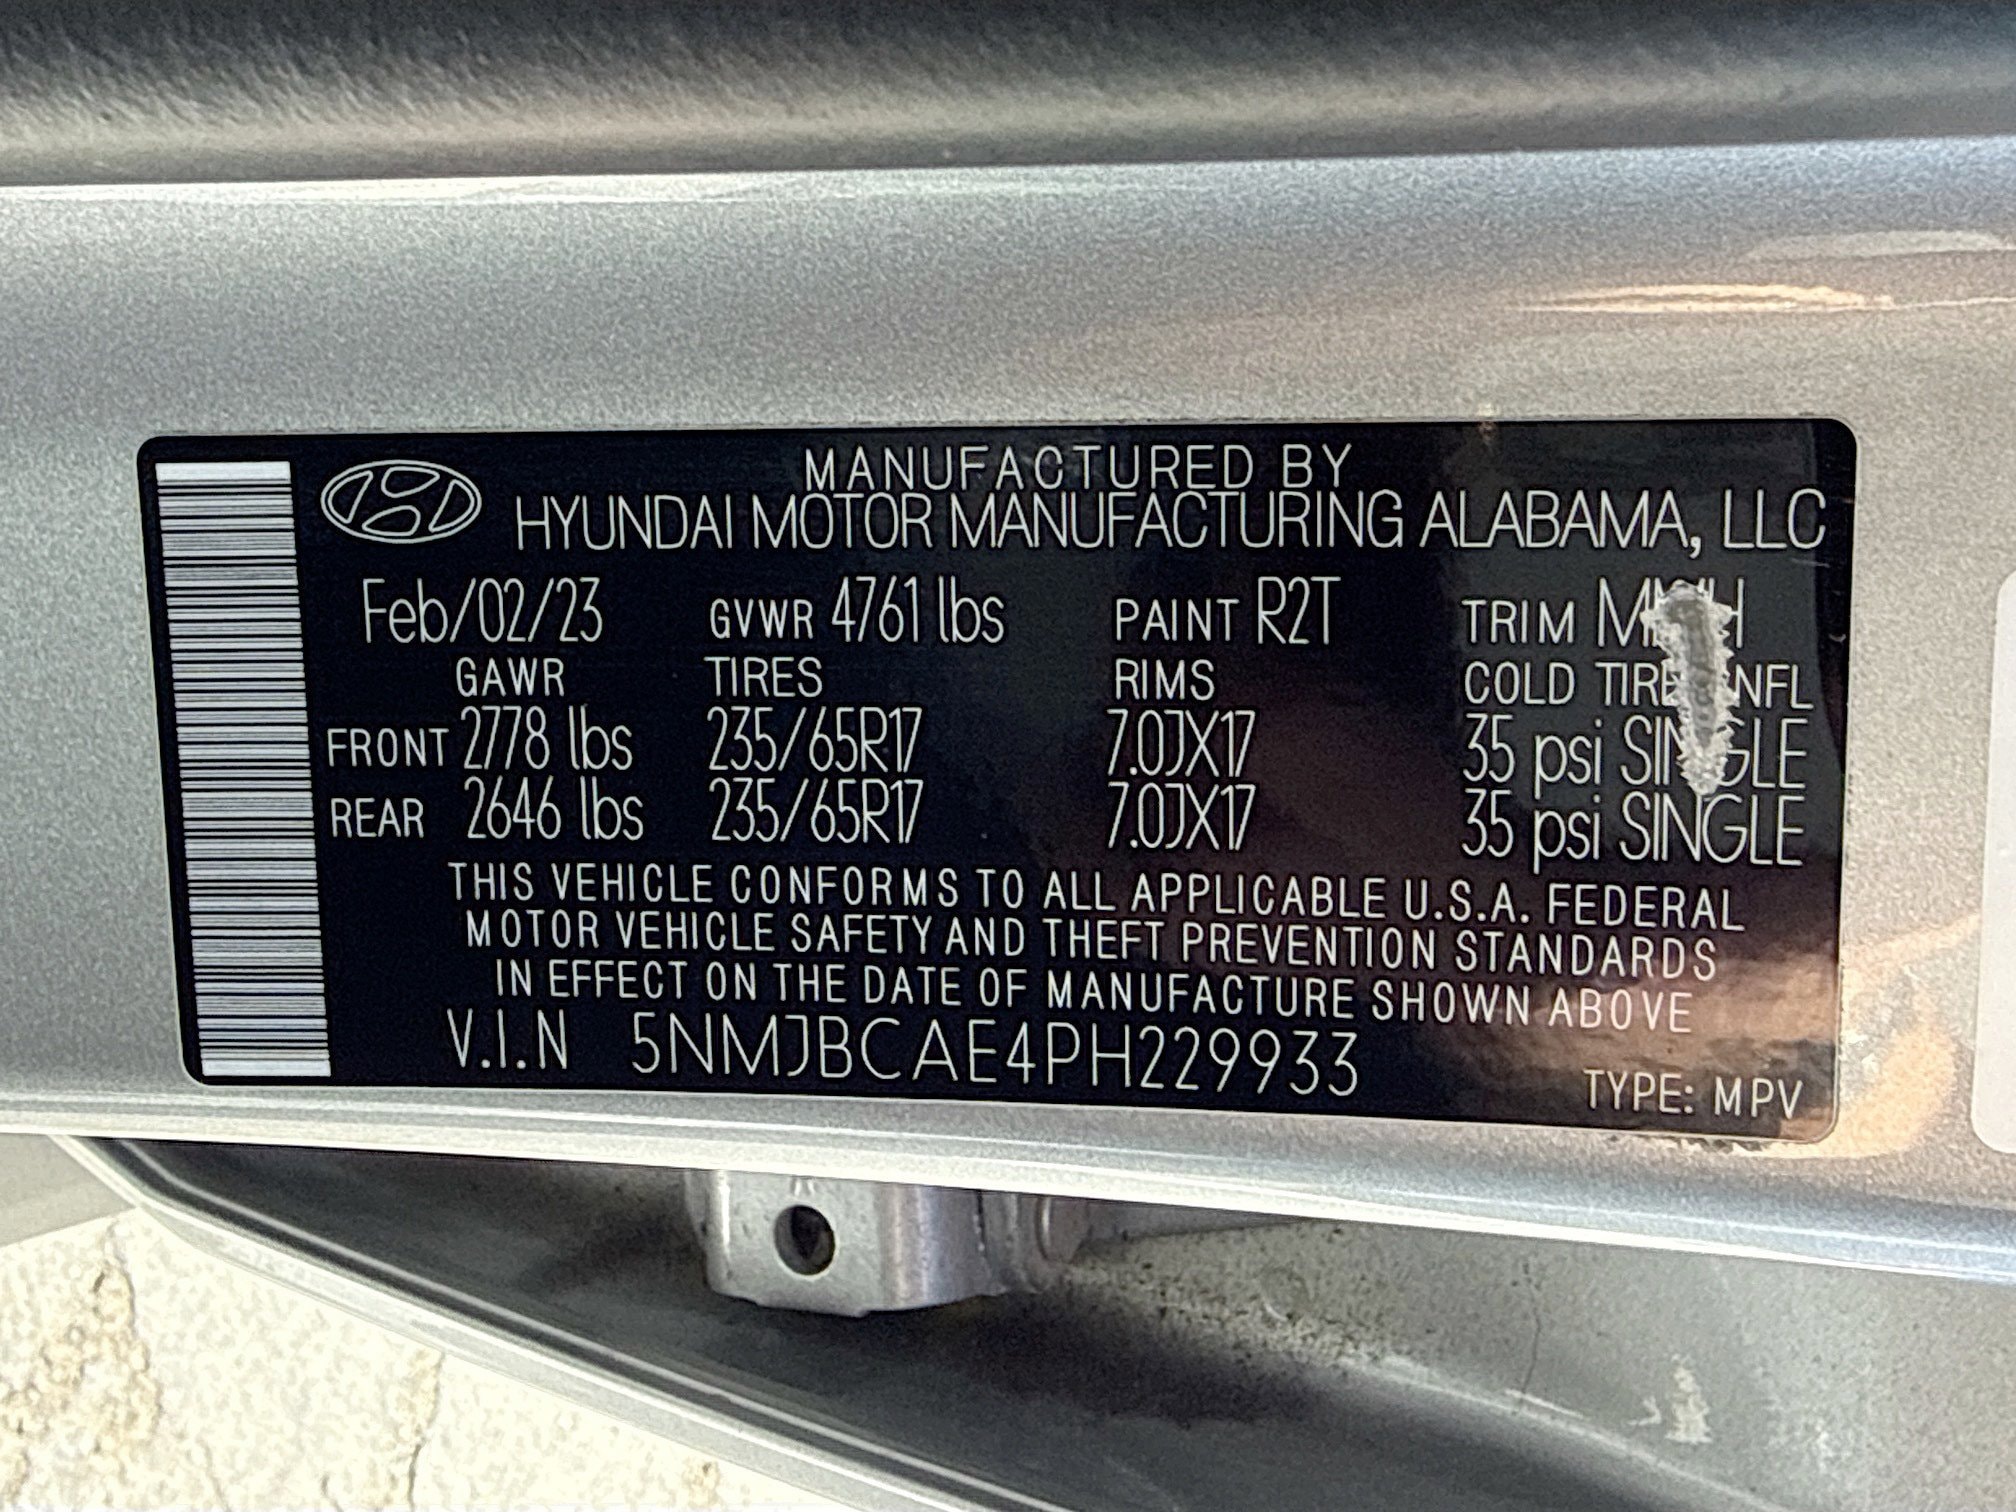 MANUFACTURED BY
HYUNDAI MOTOR MANUFACTURING ALABAMA, LLC
Feb/02/23 GVWR 4761 lbs PAINT R2T TRIM
GAWR TIRES RIMS COLD TIRE INFL
FRONT 2778 lbs 235/65R17 7.0JX17 35 psi SINGLE
REAR 2646 lbs 235/65R17 7.0JX17 35 psi SINGLE
THIS VEHICLE CONFORMS TO ALL APPLICABLE U.S.A. FEDERAL
MOTOR VEHICLE SAFETY AND THEFT PREVENTION STANDARDS
IN EFFECT ON THE DATE OF MANUFACTURE SHOWN ABOVE
V.I.N 5NMJBCAE4PH229933
TYPE: MPV